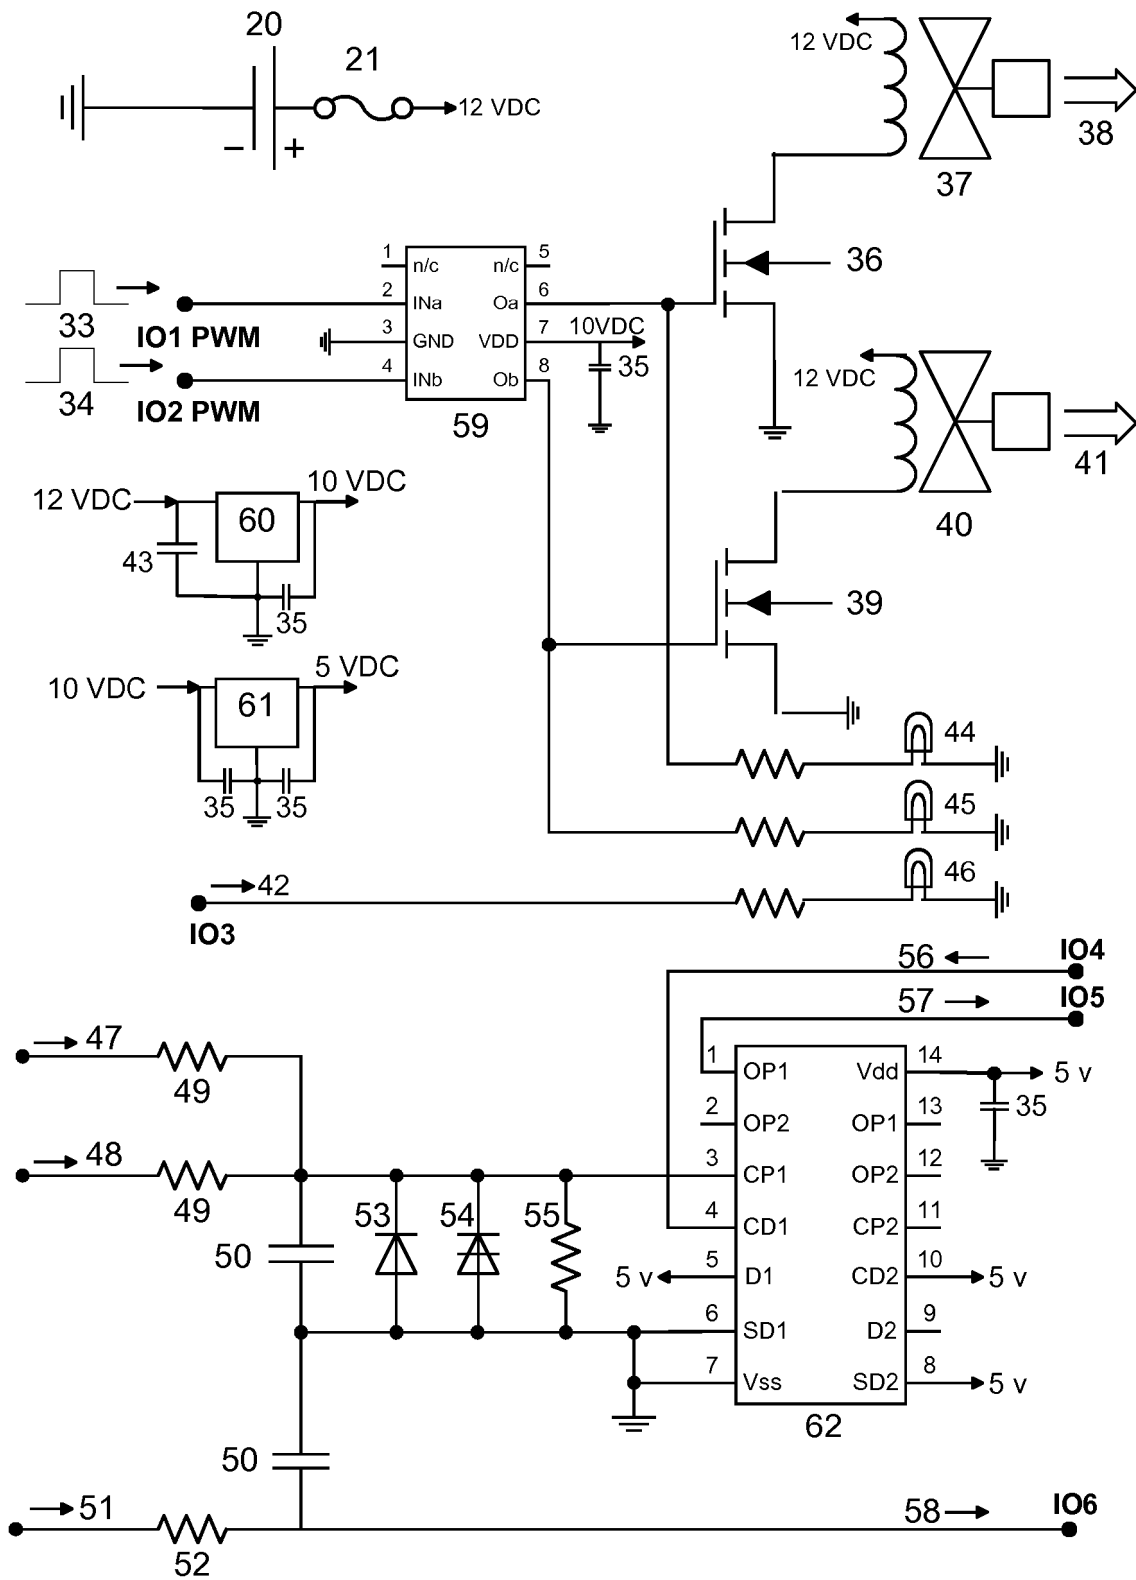 20
21
12 VDC
− +
12 VDC
37
38
33
IO1 PWM
34
IO2 PWM
1 n/c n/c 5
2 INa Oa 6
3 GND VDD 7
4 INb Ob 8
59
10VDC
35
36
12 VDC
40
41
12 VDC
60
10 VDC
43
35
39
10 VDC
61
5 VDC
35
35
44
45
46
42
IO3
56
IO4
57
IO5
47
49
48
49
50
53
54
55
1 OP1 Vdd 14
5 v
35
2 OP2 OP1 13
3 CP1 OP2 12
4 CD1 CP2 11
5 v
5 D1 CD2 10
5 v
6 SD1 D2 9
7 Vss SD2 8
5 v
62
50
51
52
58
IO6